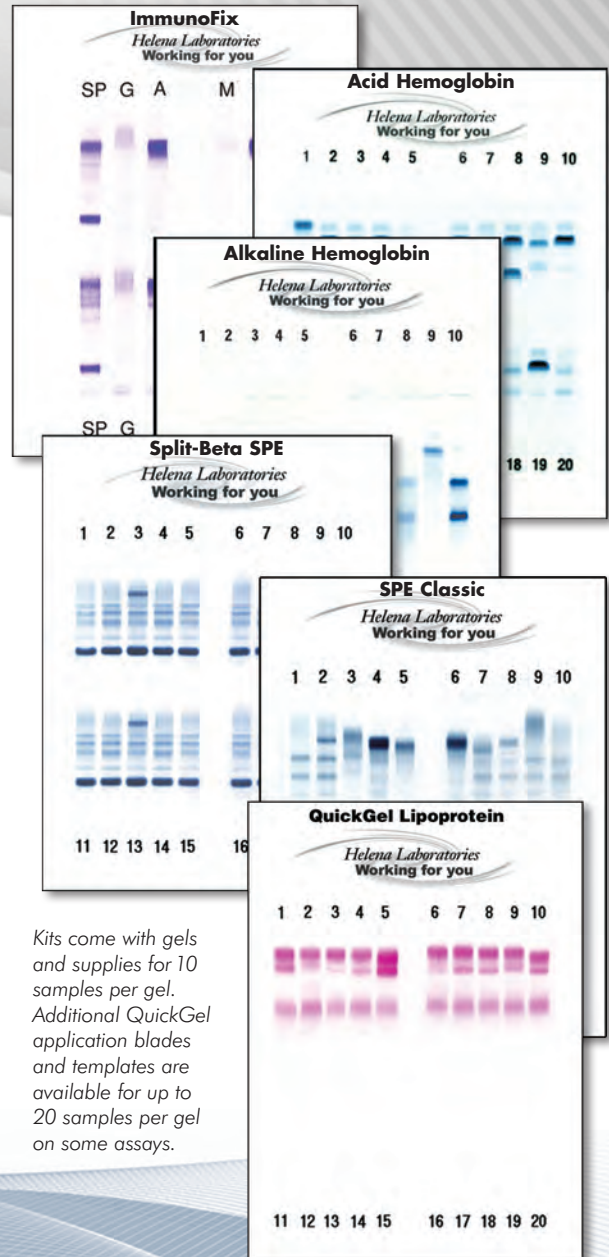 ImmunoFix
Helena Laboratories
Working for you
SP G A M
SP G
Acid Hemoglobin
Helena Laboratories
Working for you
1 2 3 4 5 6 7 8 9 10
18 19 20
Alkaline Hemoglobin
Helena Laboratories
Working for you
1 2 3 4 5 6 7 8 9 10
Split-Beta SPE
Helena Laboratories
Working for you
1 2 3 4 5 6 7 8 9 10
11 12 13 14 15 16
SPE Classic
Helena Laboratories
Working for you
1 2 3 4 5 6 7 8 9 10
QuickGel Lipoprotein
Helena Laboratories
Working for you
1 2 3 4 5 6 7 8 9 10
11 12 13 14 15 16 17 18 19 20
Kits come with gels
and supplies for 10
samples per gel.
Additional QuickGel
application blades
and templates are
available for up to
20 samples per gel
on some assays.